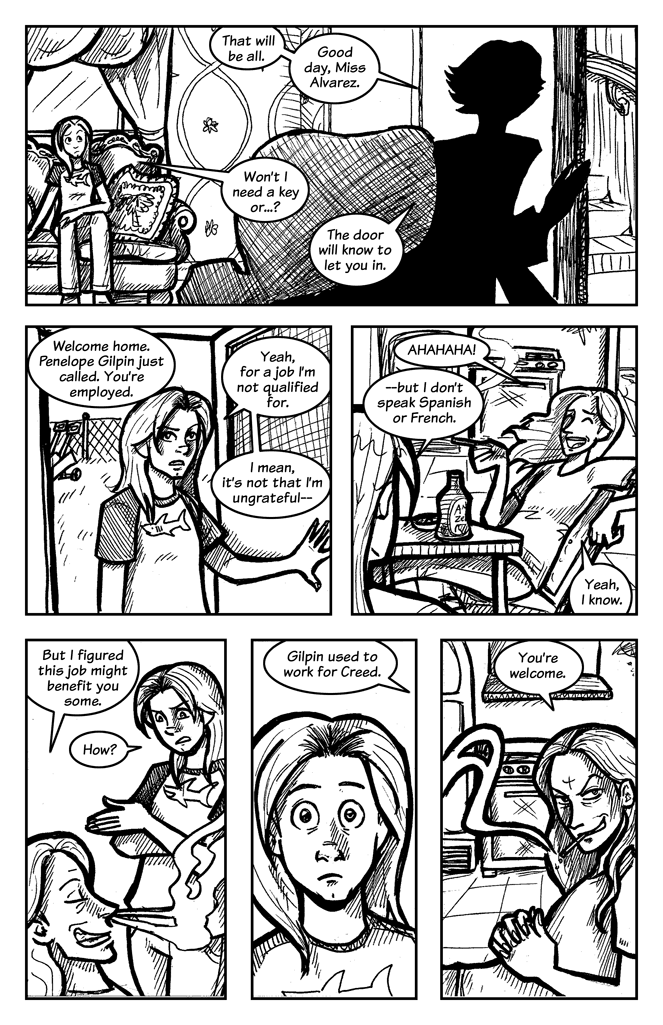 That will
be all.
Good
day, Miss
Alvarez.
Won't I
need a key
or...?
The door
will know to
let you in.
Welcome home.
Penelope Gilpin just
called. You're
employed.
Yeah,
for a job I'm
not qualified
for.
I mean,
it's not that I'm
ungrateful--
AHAHAHA!
--but I don't
speak Spanish
or French.
Yeah,
I know.
But I figured
this job might
benefit you
some.
How?
Gilpin used to
work for Creed.
You're
welcome.